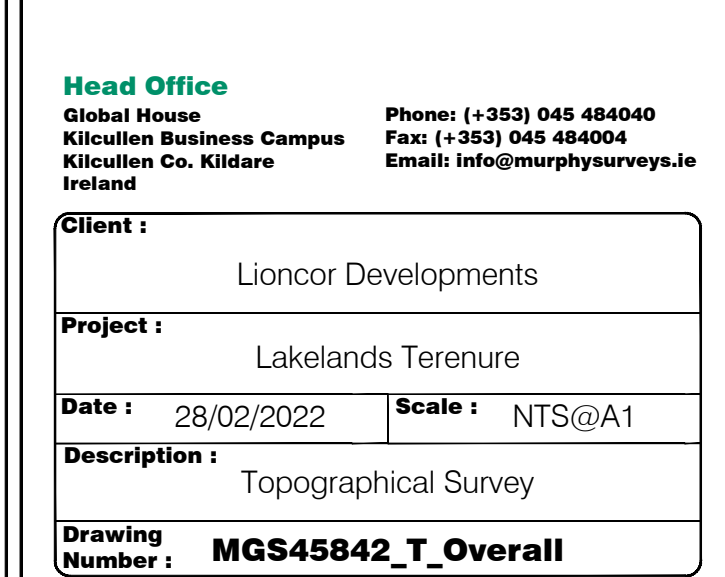 Head Office
Global House
Kilcullen Business Campus
Kilcullen Co. Kildare
Ireland
Phone: (+353) 045 484040
Fax: (+353) 045 484004
Email: info@murphysurveys.ie
Client :
Lioncor Developments
Project :
Lakelands Terenure
Date : 28/02/2022
Scale : NTS@A1
Description :
Topographical Survey
Drawing
Number : MGS45842_T_Overall